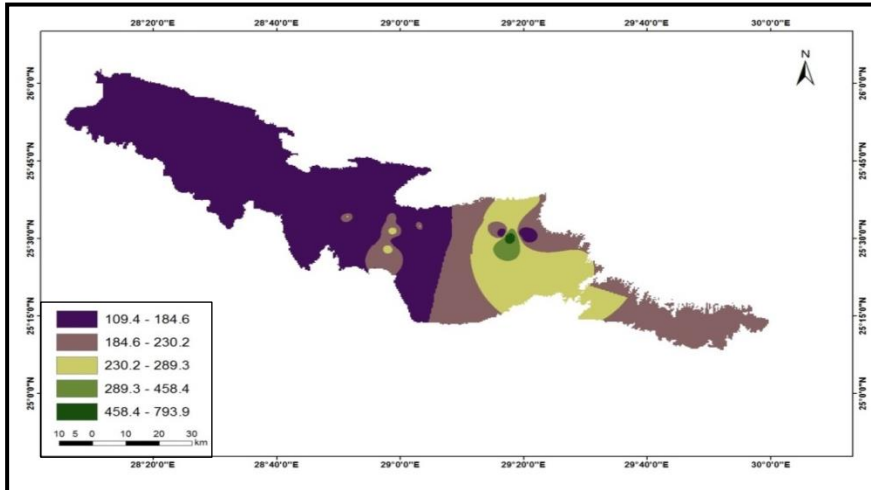 28°20'0"E 28°40'0"E 29°0'0"E 29°20'0"E 29°40'0"E 30°0'0"E
N
26°0'0"N 26°0'0"N
25°45'0"N 25°45'0"N
25°30'0"N 25°30'0"N
25°15'0"N 25°15'0"N
25°0'0"N 25°0'0"N
109.4 - 184.6
184.6 - 230.2
230.2 - 289.3
289.3 - 458.4
458.4 - 793.9
10 5 0 10 20 30
km
28°20'0"E 28°40'0"E 29°0'0"E 29°20'0"E 29°40'0"E 30°0'0"E